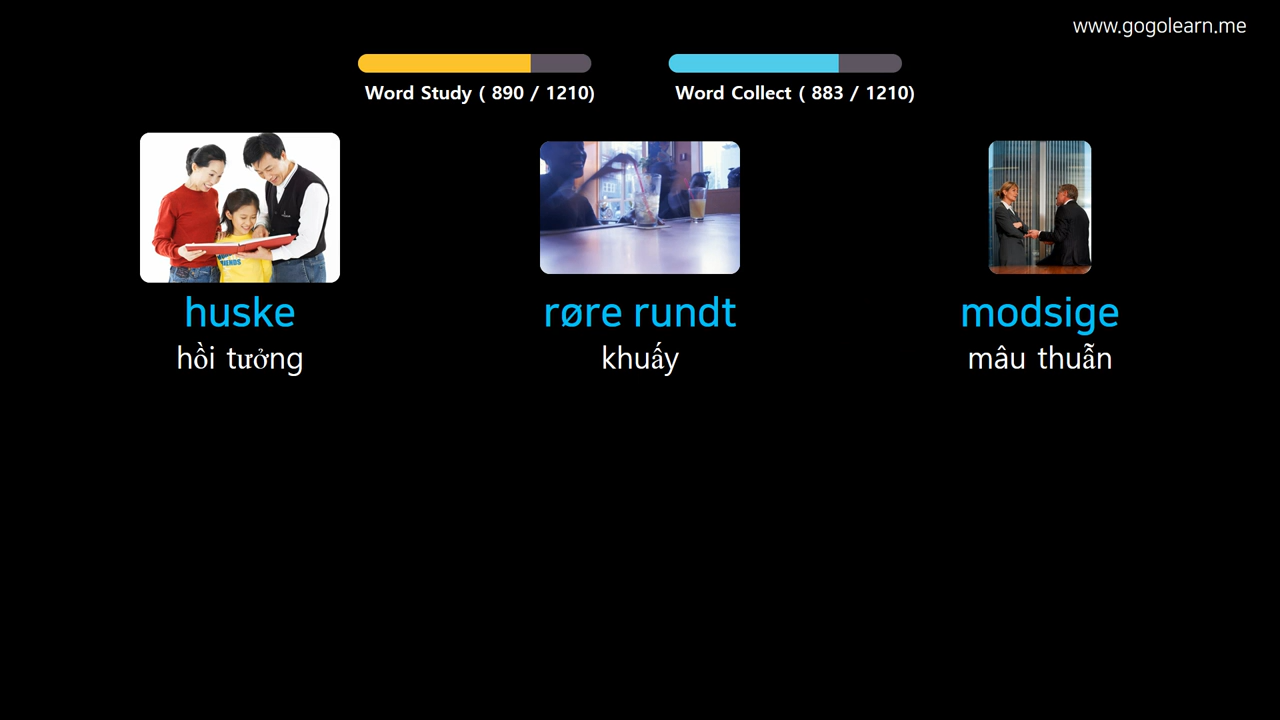 www.gogolearn.me
Word Study ( 890 / 1210)
Word Collect ( 883 / 1210)
huske
røre rundt
modsige
hồi tưởng
khuấy
mâu thuẫn